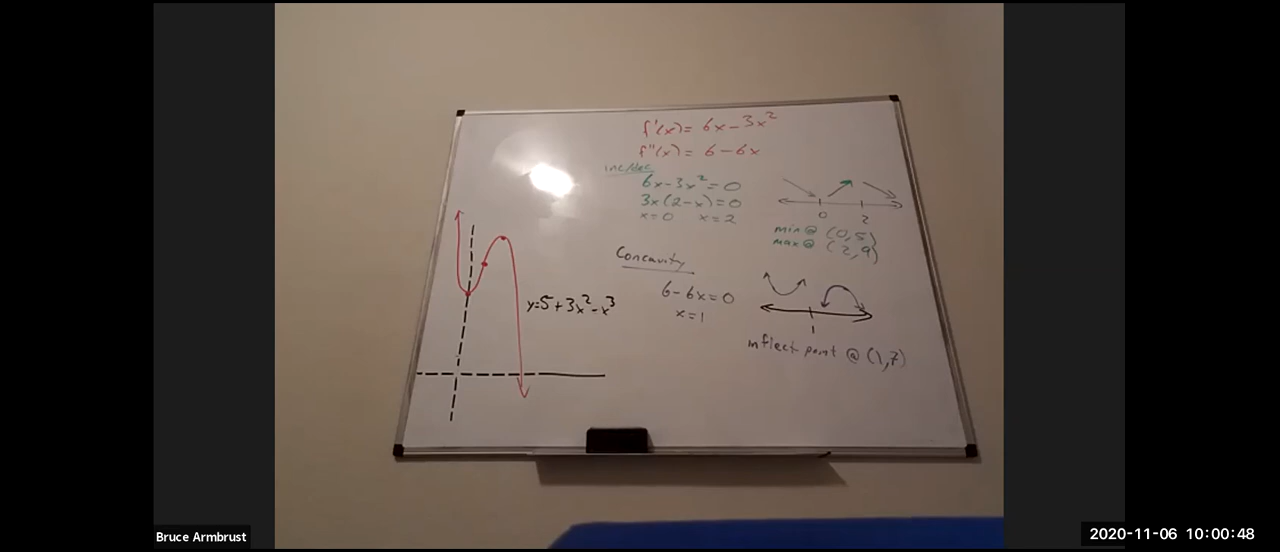 f'(x) = 6x - 3x²
f''(x) = 6 - 6x
inc/dec
6x - 3x² = 0
3x(2-x) = 0
x=0 x=2
0 2
min @ (0,5)
max @ (2,9)
Concavity
6 - 6x = 0
x = 1
1
inflect point @ (1,7)
y=5+3x²-x³
Bruce Armbrust
2020-11-06 10:00:48